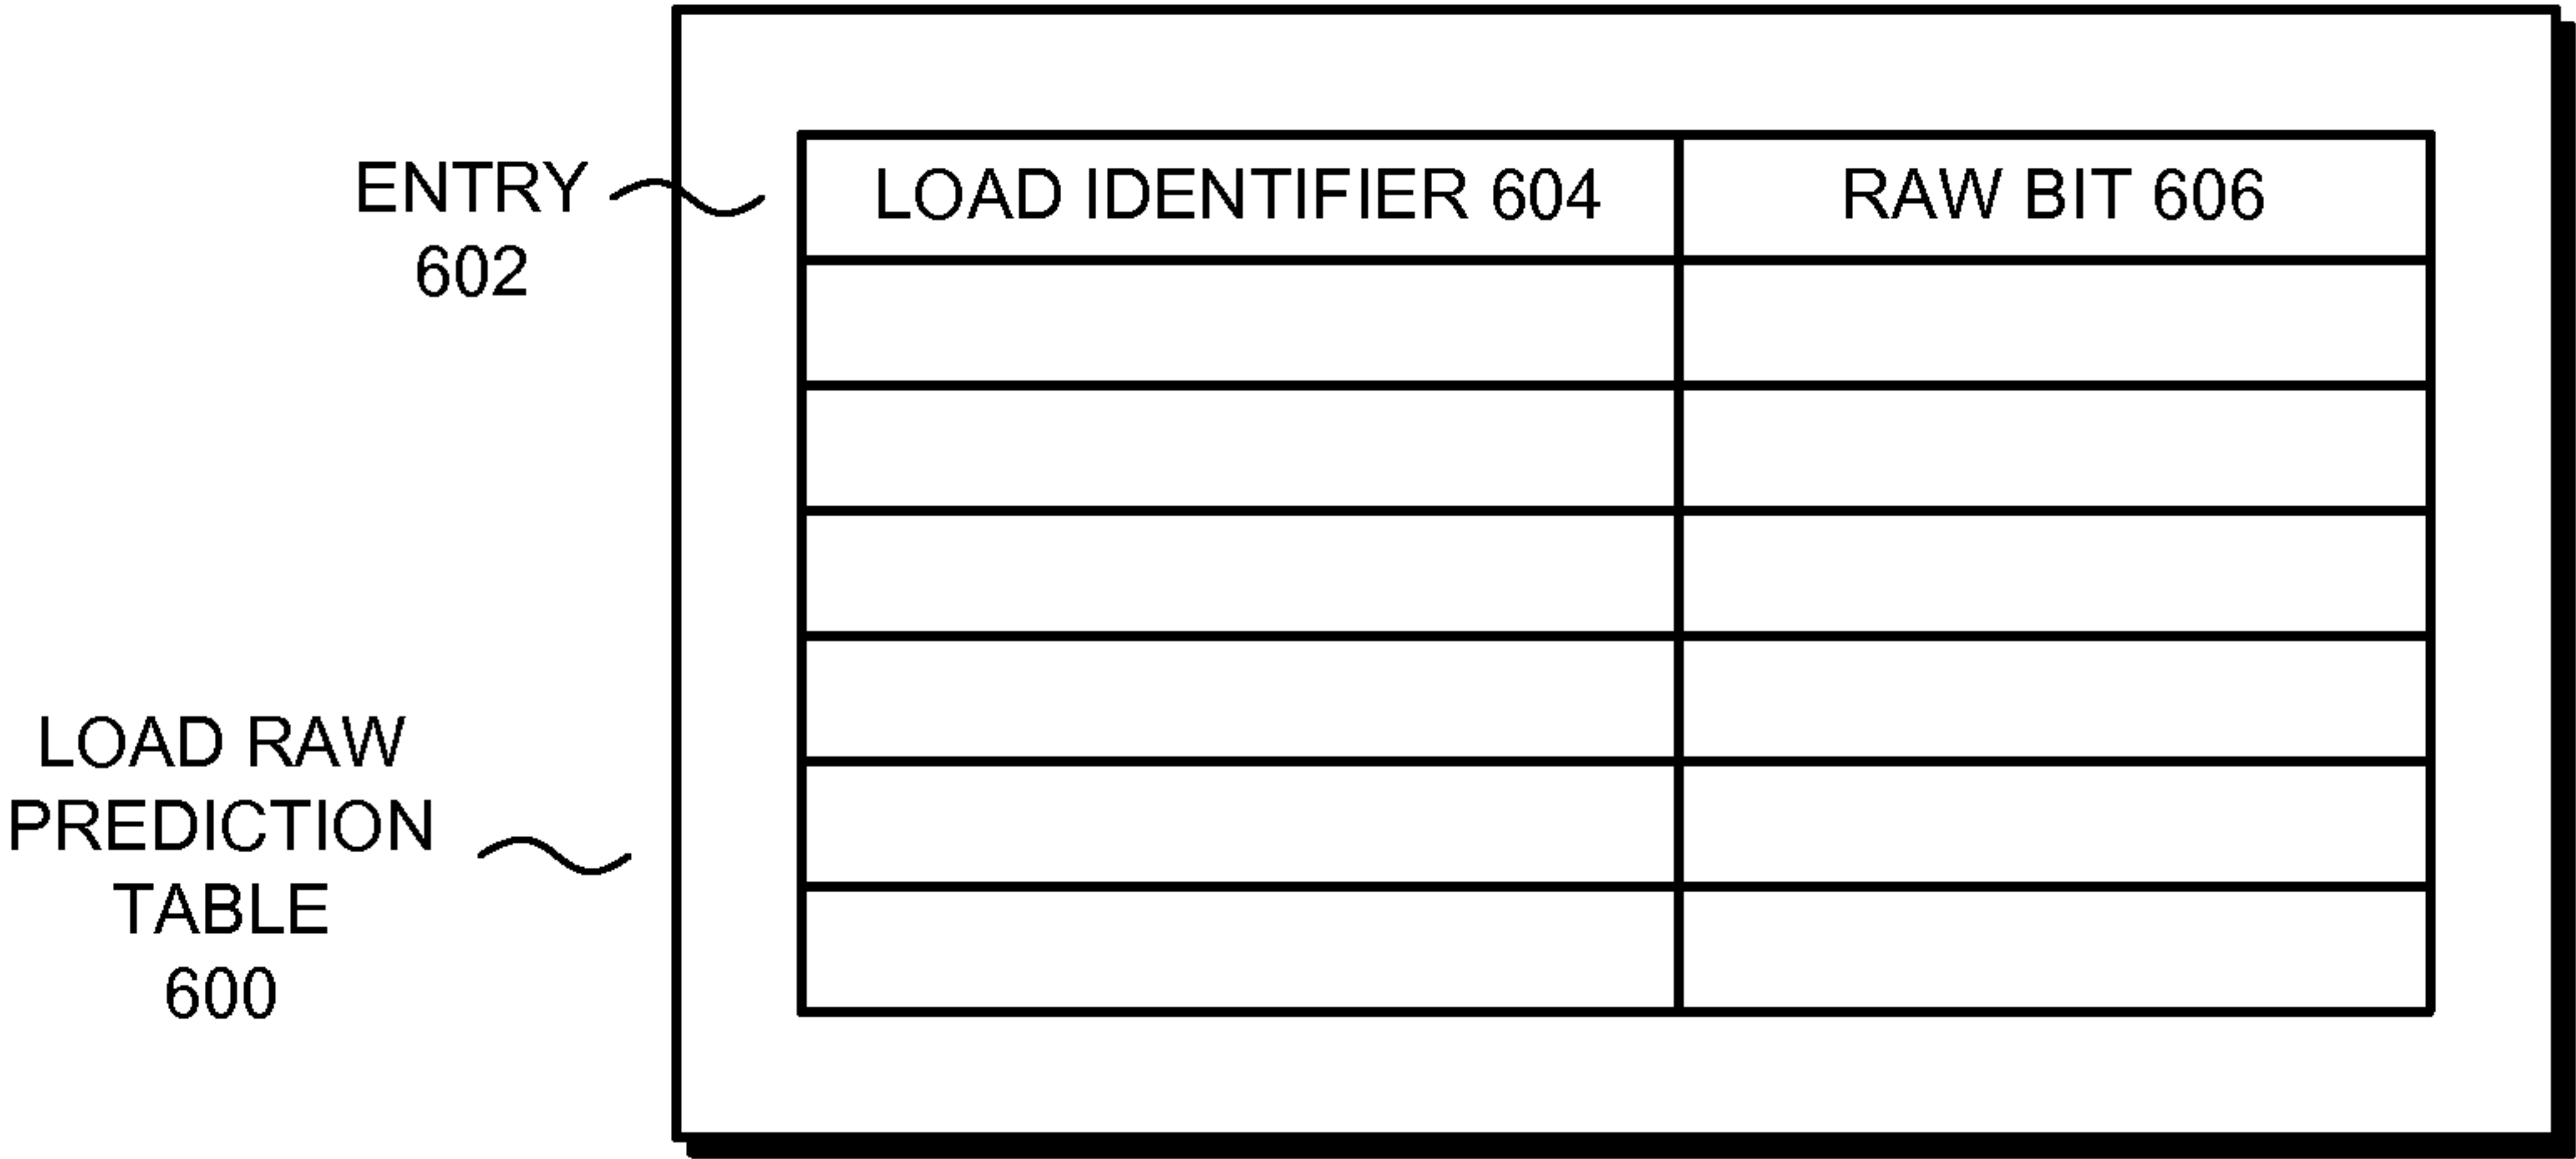 ENTRY
602
LOAD IDENTIFIER 604
RAW BIT 606
LOAD RAW
PREDICTION
TABLE
600